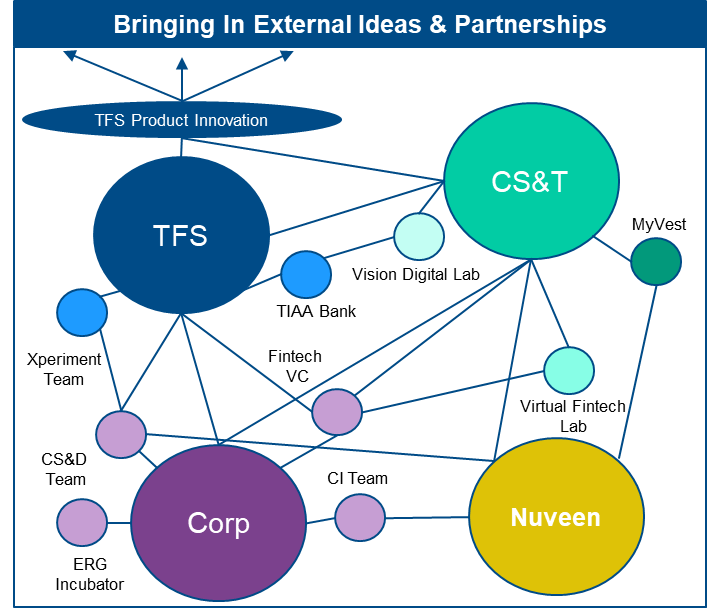 Bringing In External Ideas & Partnerships
TFS Product Innovation
CS&T
TFS
MyVest
Vision Digital Lab
TIAA Bank
Xperiment
Team
Fintech
VC
Virtual Fintech
Lab
CS&D
Team
CI Team
Corp
Nuveen
ERG
Incubator